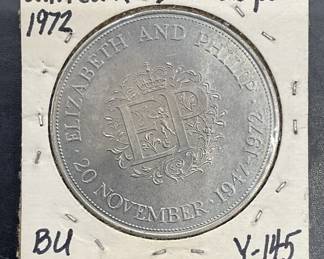 1972
ELIZABETH AND PHILIP
20 NOVEMBER · 1947-1972
BU
Y-145